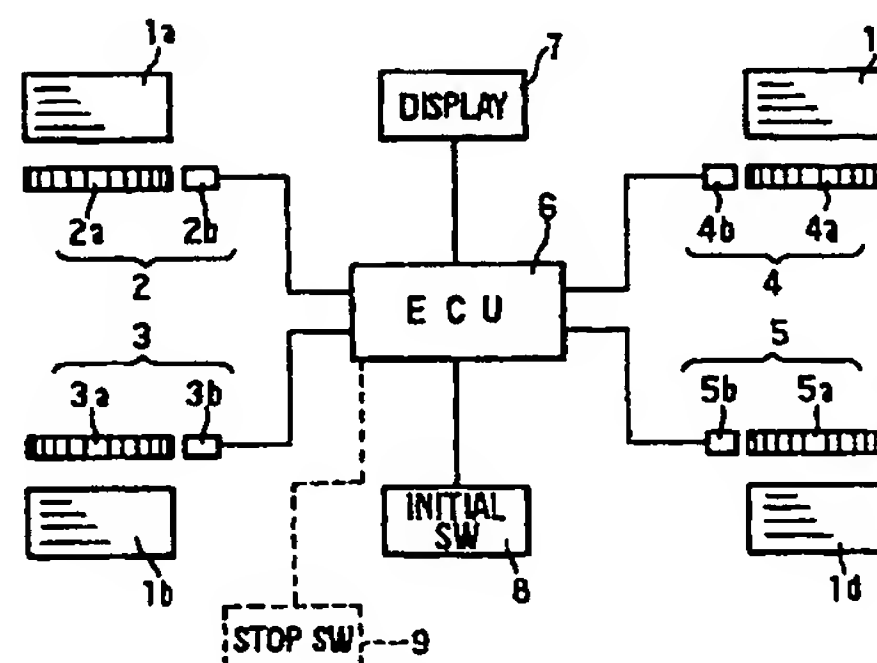 1a
7
1
DISPLAY
6
2a 2b
4b 4a
2
4
E C U
3
5
3a 3b
5b 5a
INITIAL
SW
1b
8
1d
STOP SW
9